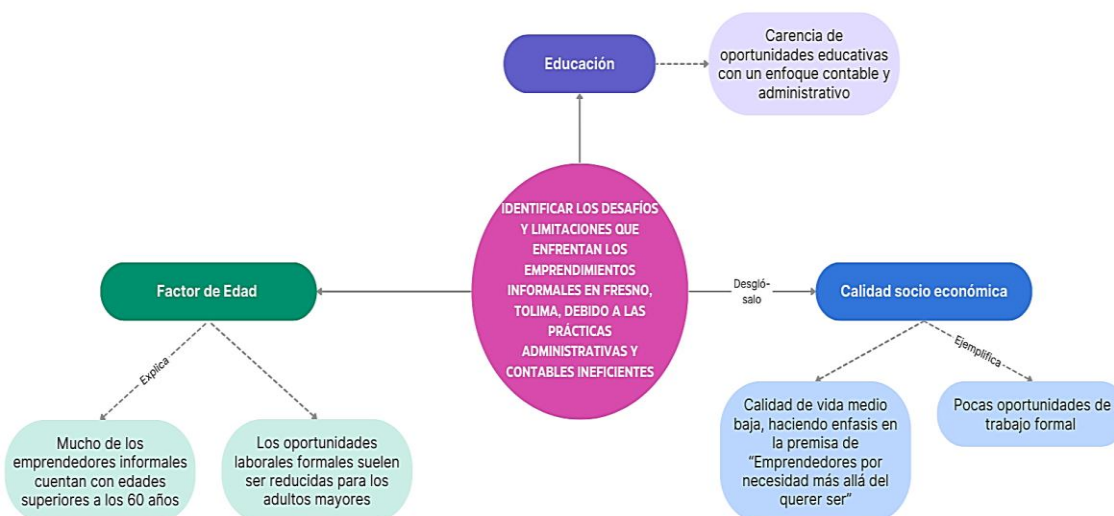 Educación
Carencia de
oportunidades educativas
con un enfoque contable y
administrativo
IDENTIFICAR LOS DESAFÍOS
Y LIMITACIONES QUE
ENFRENTAN LOS
EMPRENDIMIENTOS
INFORMALES EN FRESNO,
TOLIMA, DEBIDO A LAS
PRÁCTICAS
ADMINISTRATIVAS Y
CONTABLES INEFICIENTES
Factor de Edad
Desgló-
salo
Calidad socio económica
Explica
Ejemplifica
Mucho de los
emprendedores informales
cuentan con edades
superiores a los 60 años
Los oportunidades
laborales formales suelen
ser reducidas para los
adultos mayores
Calidad de vida medio
baja, haciendo enfasis en
la premisa de
“Emprendedores por
necesidad más allá del
querer ser”
Pocas oportunidades de
trabajo formal